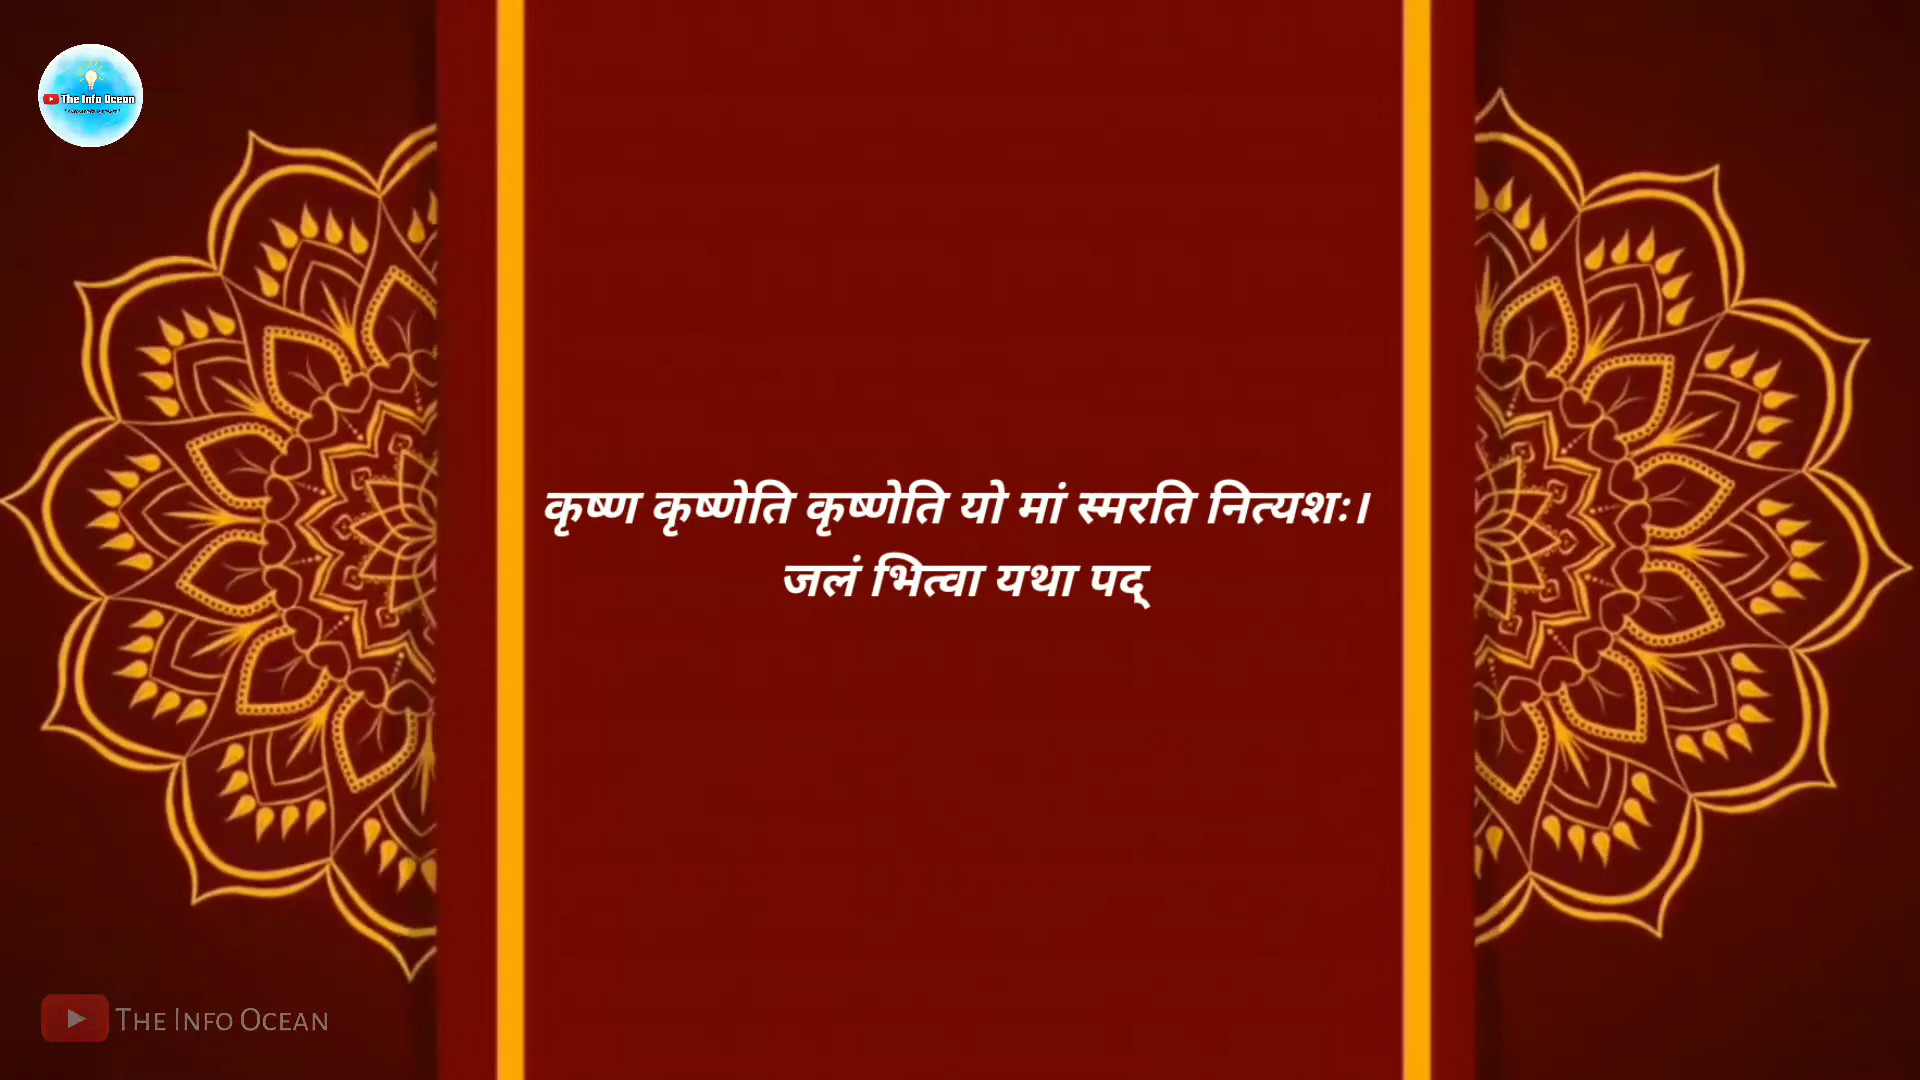 The Info Ocean
कृष्ण कृष्णेति कृष्णेति यो मां स्मरति नित्यशः।
जलं भित्वा यथा पद्
The Info Ocean